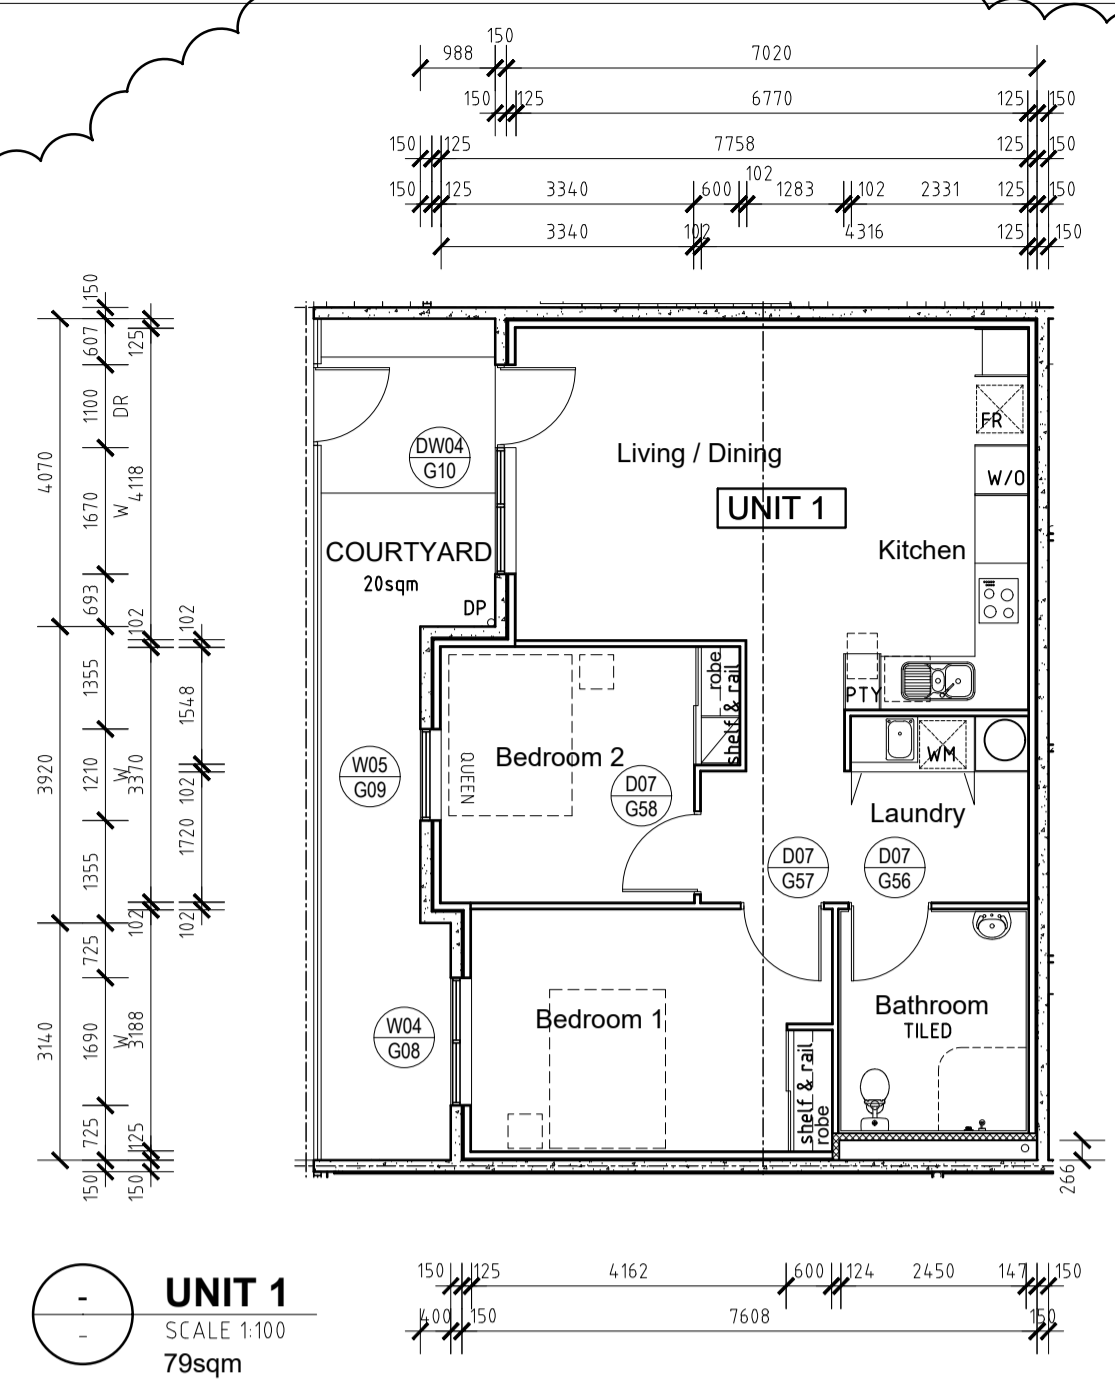 150
988 7020
150 125 6770 125 150
150 125 7758 125 150
102
150 125 3340 600 1283 102 2331 125 150
3340 102 4316 125 150
150
607 125
1100 DR
4070
1670 W 4118
693 102 102
1355 1548
3920
1210 W 3370 102
1720
1355
102 102
725
3140
1690 W 3188
725 125
150 150
FR
DW04
G10
Living / Dining
W/O
UNIT 1
COURTYARD
20sqm
Kitchen
DP
robe
shelf & rail
PTY
QUEEN
Bedroom 2
WM
W05
G09
D07
G58
Laundry
D07
G57
D07
G56
Bedroom 1
Bathroom
TILED
W04
G08
shelf & rail
robe
266
-
-
UNIT 1
SCALE 1:100
79sqm
150 125 4162 600 124 2450 147 150
400 150 7608 150